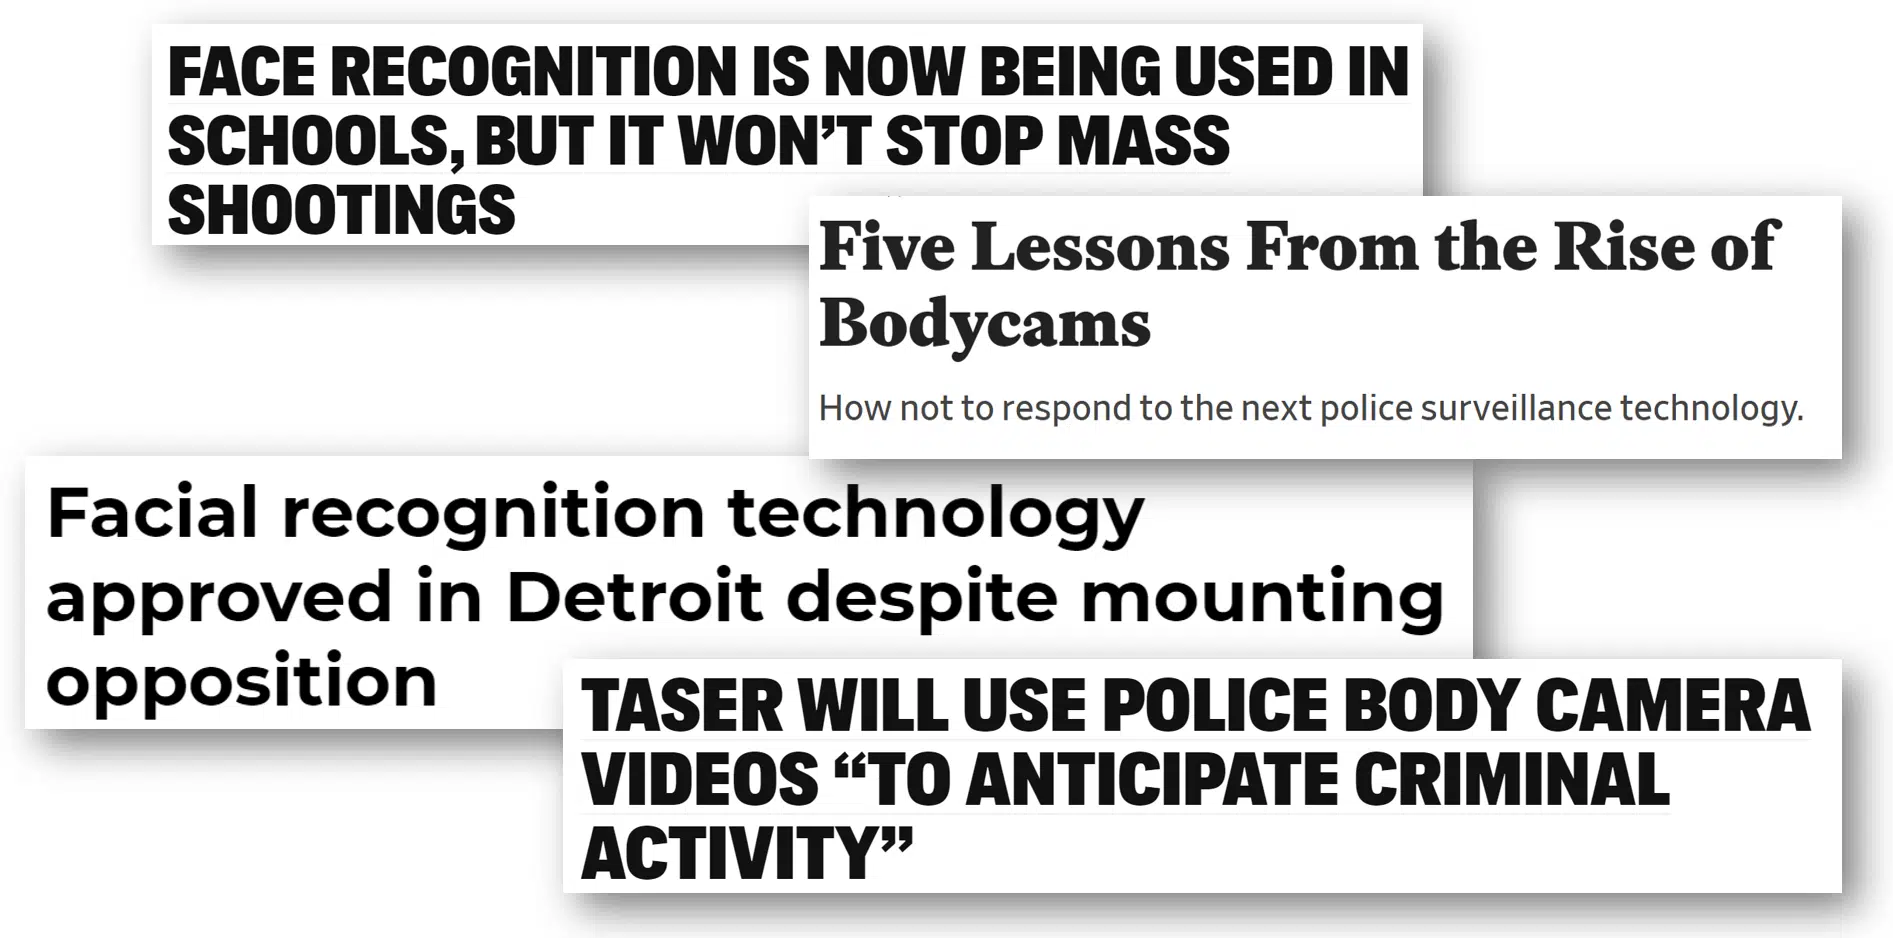 FACE RECOGNITION IS NOW BEING USED IN
SCHOOLS, BUT IT WON’T STOP MASS
SHOOTINGS
Five Lessons From the Rise of
Bodycams
How not to respond to the next police surveillance technology.
Facial recognition technology
approved in Detroit despite mounting
opposition
TASER WILL USE POLICE BODY CAMERA
VIDEOS “TO ANTICIPATE CRIMINAL
ACTIVITY”